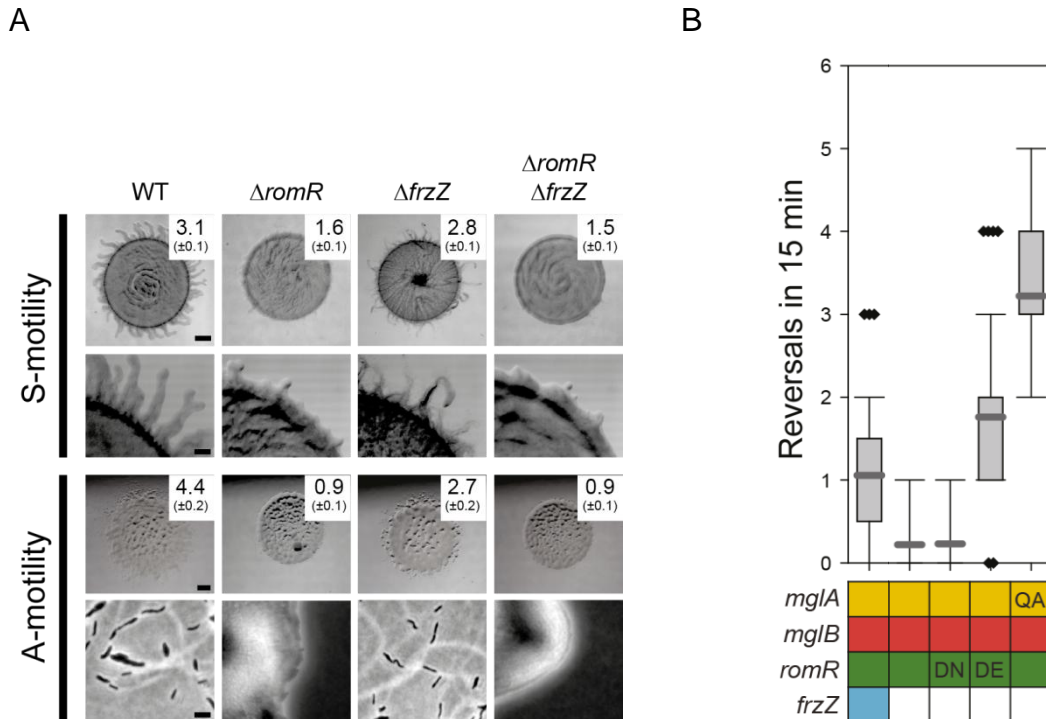 A
B
ΔromR
WT ΔromR ΔfrzZ ΔfrzZ
S-motility
3.1 1.6 2.8 1.5
(±0.1) (±0.1) (±0.1) (±0.1)
A-motility
4.4 0.9 2.7 0.9
(±0.2) (±0.1) (±0.2) (±0.1)
Reversals in 15 min
6
5
4
3
2
1
0
mglA QA
mglB
romR DN DE
frzZ